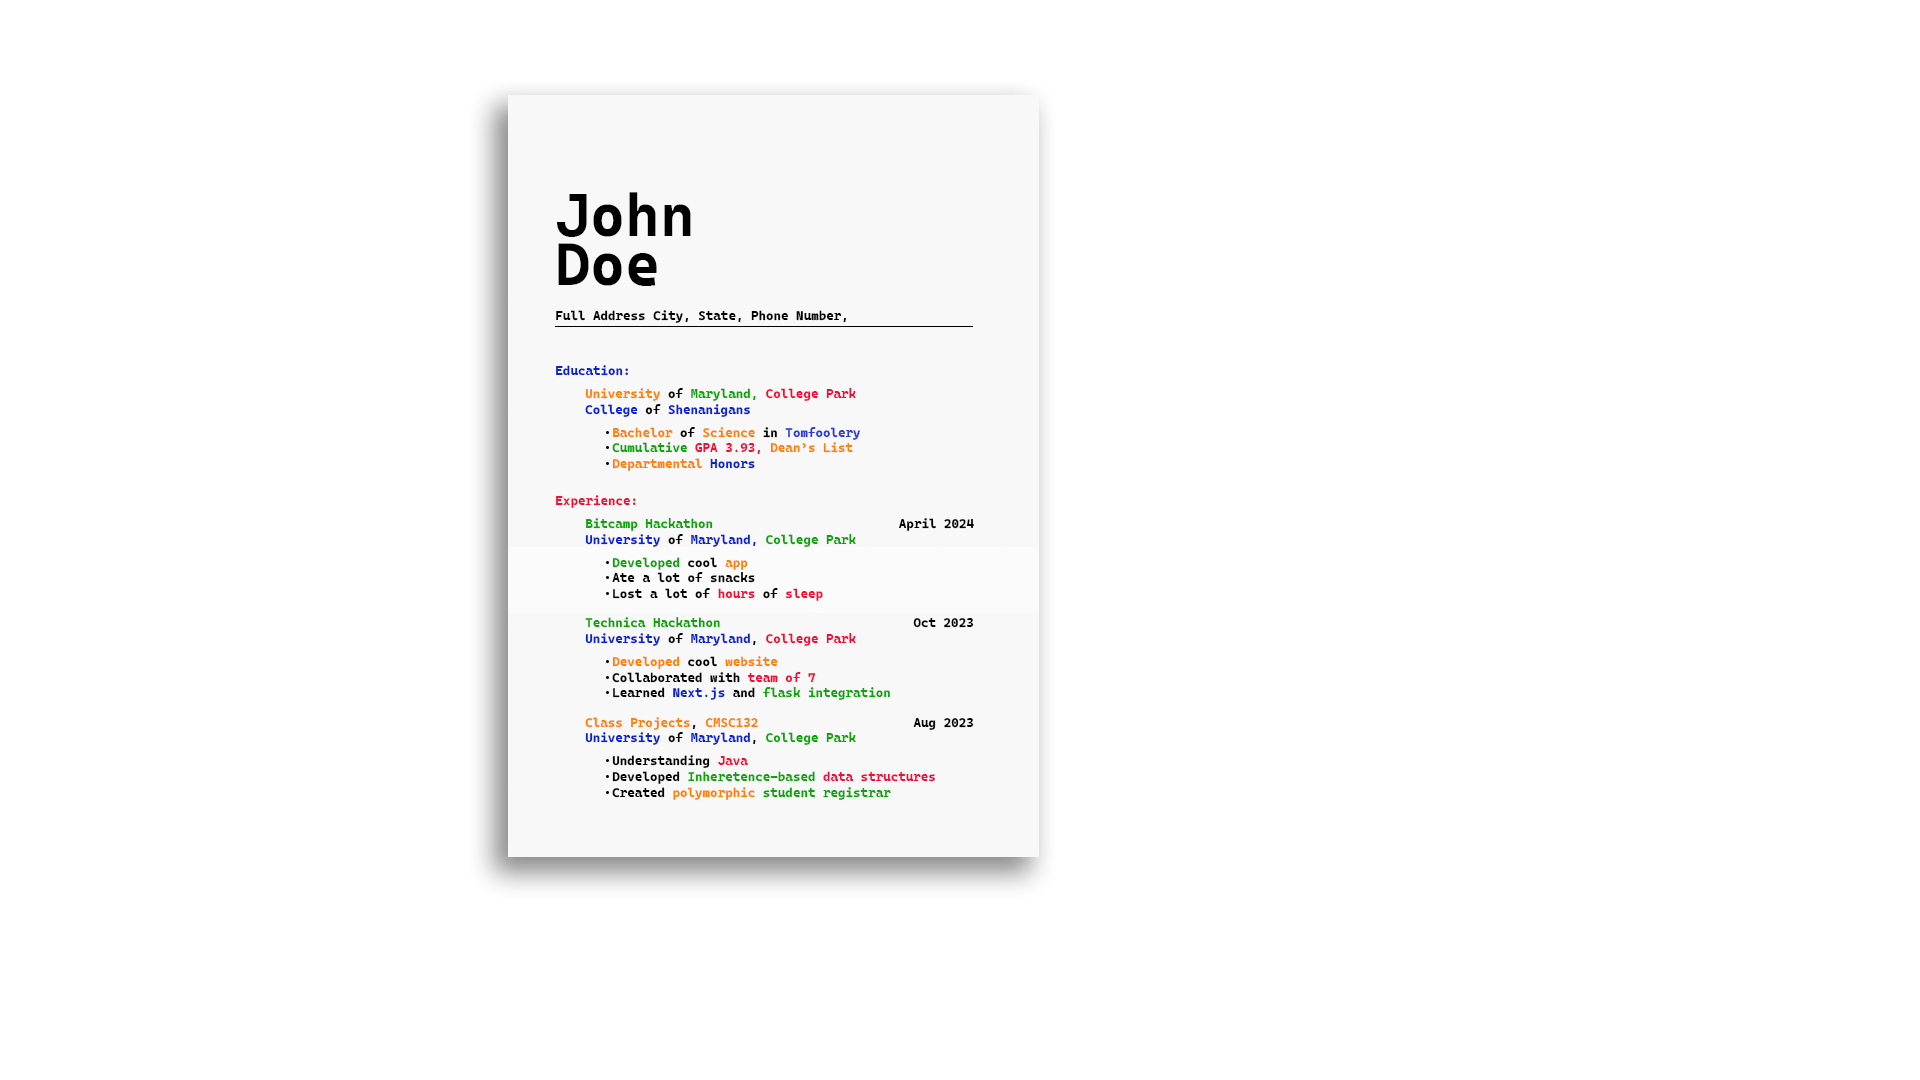 John
Doe
Full Address City, State, Phone Number,
Education:
University of Maryland, College Park
College of Shenanigans
•Bachelor of Science in Tomfoolery
•Cumulative GPA 3.93, Dean's List
•Departmental Honors
Experience:
Bitcamp Hackathon April 2024
University of Maryland, College Park
•Developed cool app
•Ate a lot of snacks
•Lost a lot of hours of sleep
Technica Hackathon Oct 2023
University of Maryland, College Park
•Developed cool website
•Collaborated with team of 7
•Learned Next.js and flask integration
Class Projects, CMSC132 Aug 2023
University of Maryland, College Park
•Understanding Java
•Developed Inheretence-based data structures
•Created polymorphic student registrar